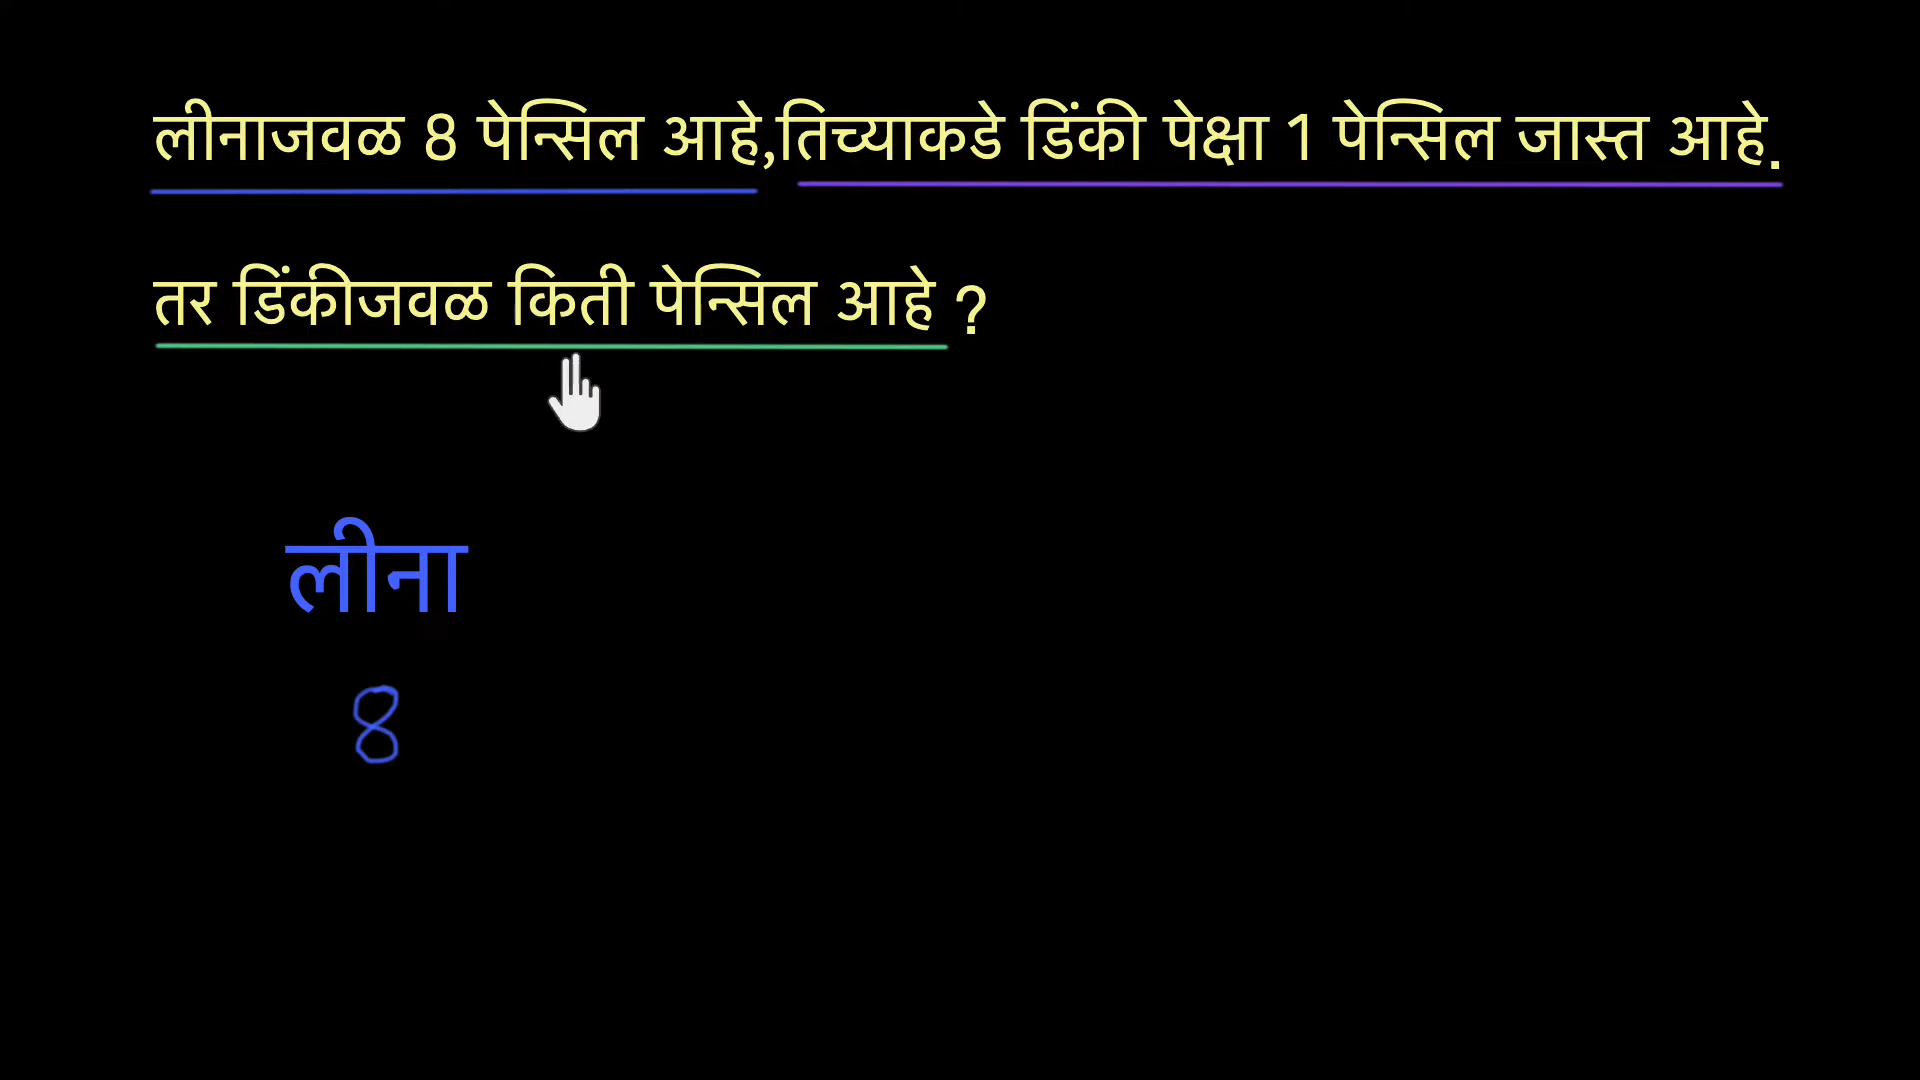 लीनाजवळ 8 पेन्सिल आहे,तिच्याकडे डिंकी पेक्षा 1 पेन्सिल जास्त आहे.
तर डिंकीजवळ किती पेन्सिल आहे ?
लीना
8